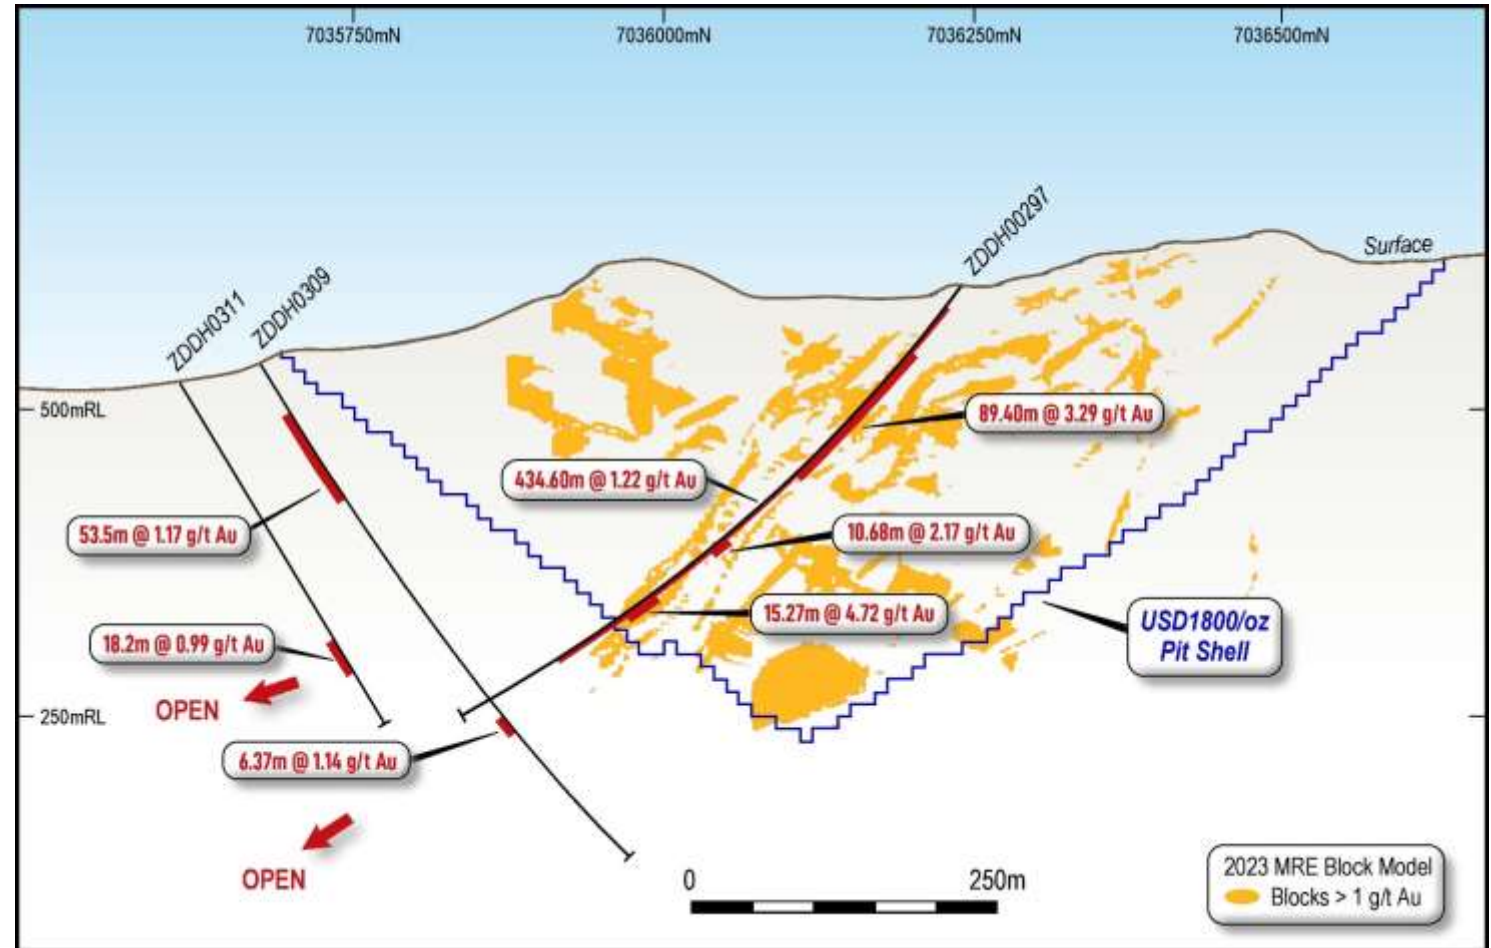 7035750mN
7036000mN
7036250mN
7036500mN
ZDDH0311
ZDDH0309
ZDDH00297
Surface
500mRL
89.40m @ 3.29 g/t Au
434.60m @ 1.22 g/t Au
53.5m @ 1.17 g/t Au
10.68m @ 2.17 g/t Au
15.27m @ 4.72 g/t Au
USD1800/oz
Pit Shell
18.2m @ 0.99 g/t Au
OPEN
250mRL
6.37m @ 1.14 g/t Au
OPEN
0
250m
2023 MRE Block Model
Blocks > 1 g/t Au